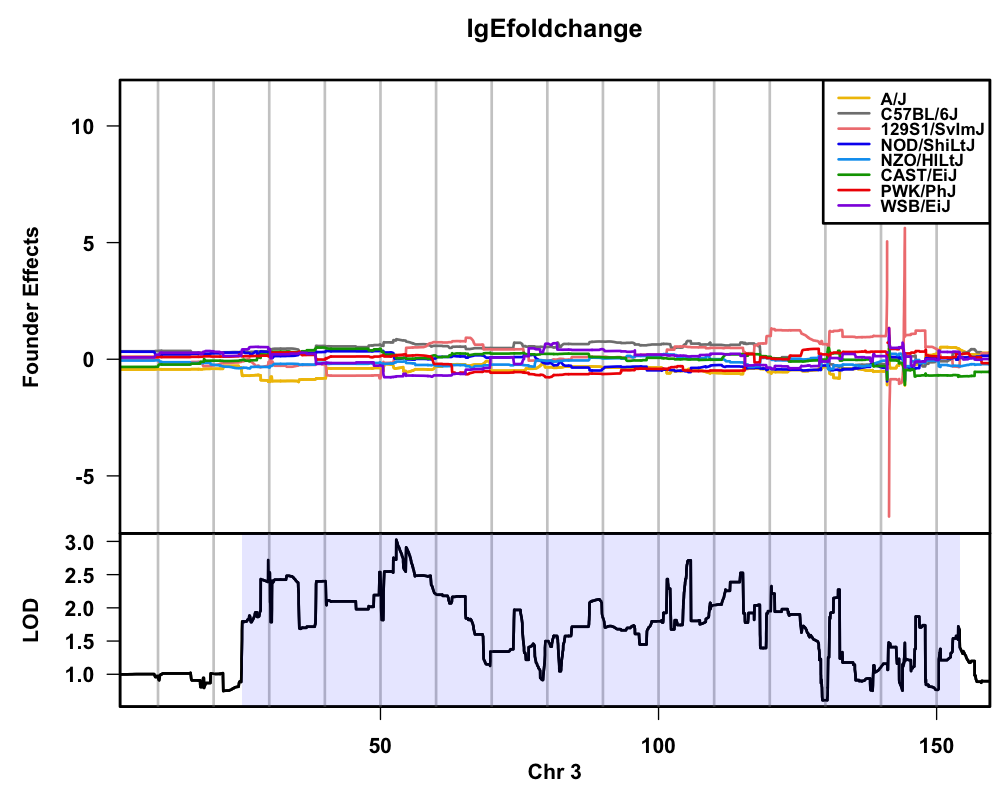 IgEfoldchange
A/J
C57BL/6J
129S1/SvImJ
NOD/ShiLtJ
NZO/HlLtJ
CAST/EiJ
PWK/PhJ
WSB/EiJ
10
5
0
-5
Founder Effects
3.0
2.5
2.0
1.5
1.0
LOD
50 100 150
Chr 3